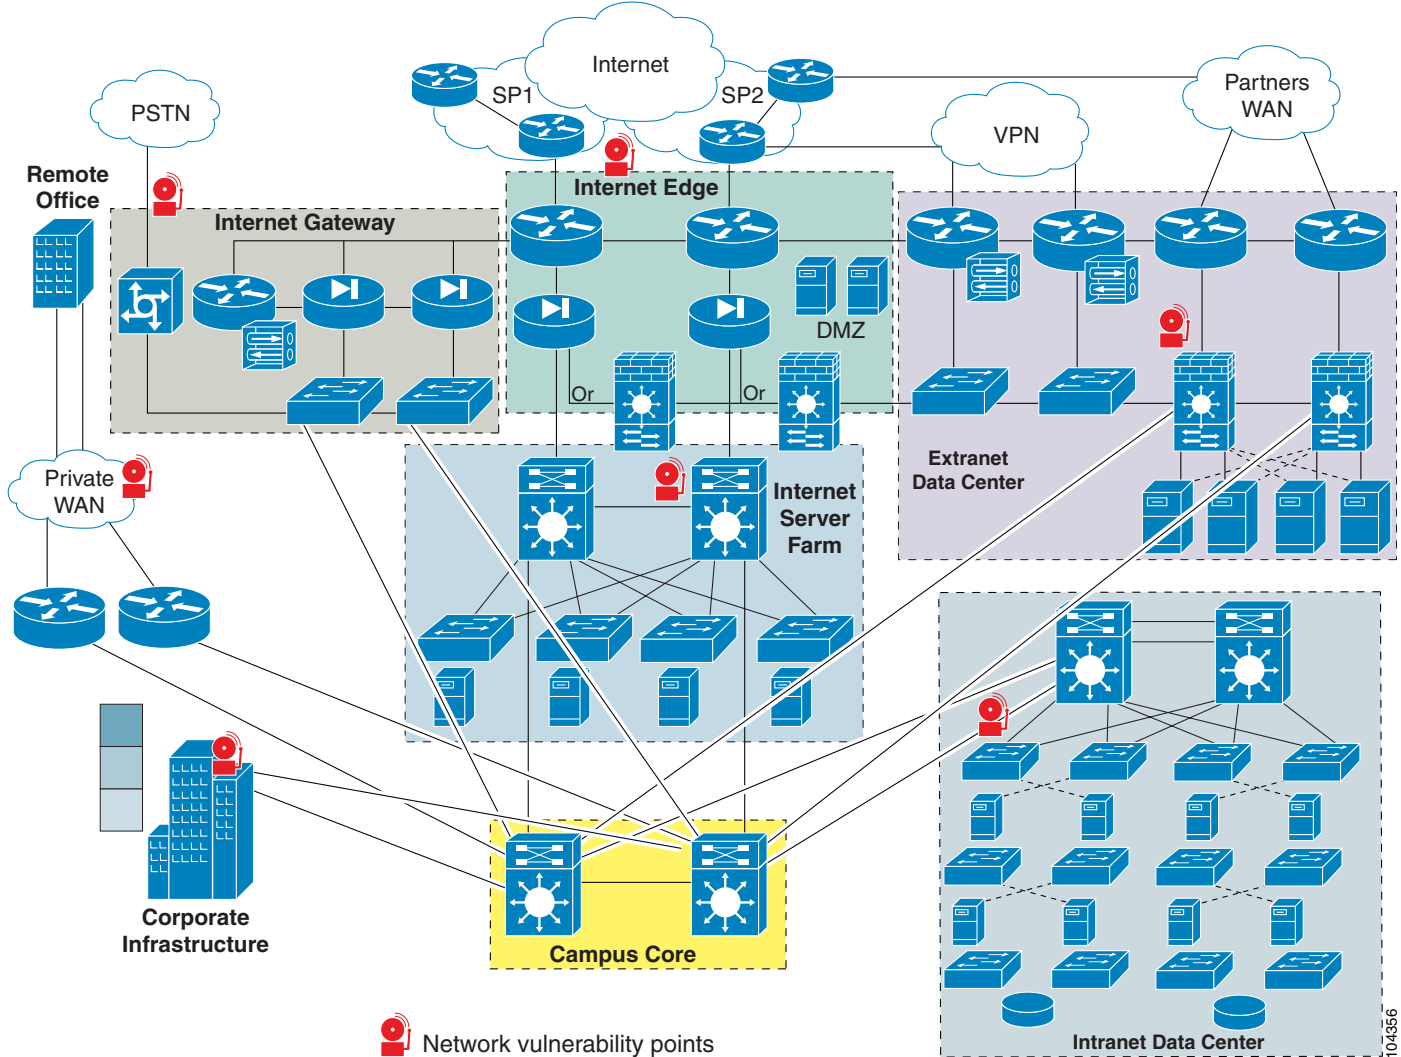 Internet
SP1
SP2
Partners
WAN
PSTN
VPN
Remote
Office
Internet Edge
Internet Gateway
DMZ
Or
Or
Extranet
Data Center
Private
WAN
Internet
Server
Farm
Corporate
Infrastructure
Campus Core
Intranet Data Center
Network vulnerability points
104356